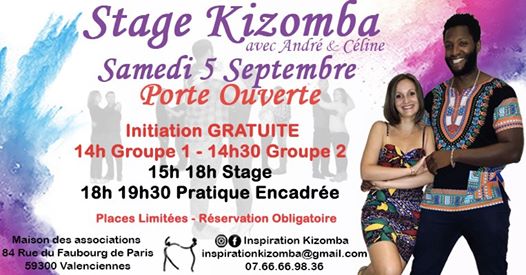 Stage Kizomba
avec André & Céline
Samedi 5 Septembre
Porte Ouverte
Initiation GRATUITE
14h Groupe 1 - 14h30 Groupe 2
15h 18h Stage
18h 19h30 Pratique Encadrée
Places Limitées - Réservation Obligatoire
Maison des associations
84 Rue du Faubourg de Paris
59300 Valenciennes
Inspiration Kizomba
inspirationkizomba@gmail.com
07.66.66.98.36